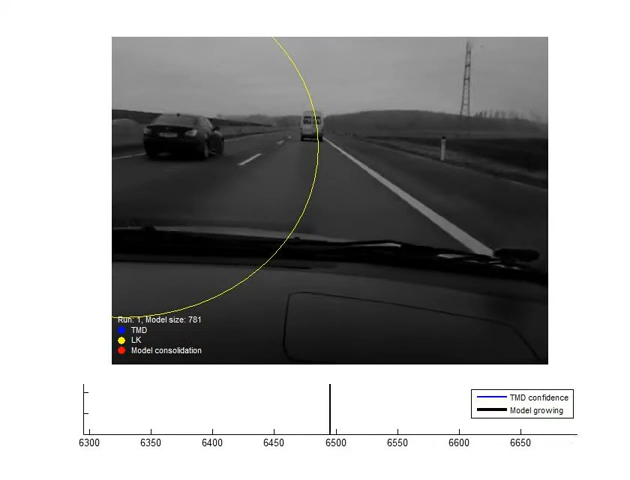 Run: 1, Model size: 781
TMD
LK
Model consolidation
TMD confidence
Model growing
6300 6350 6400 6450 6500 6550 6600 6650